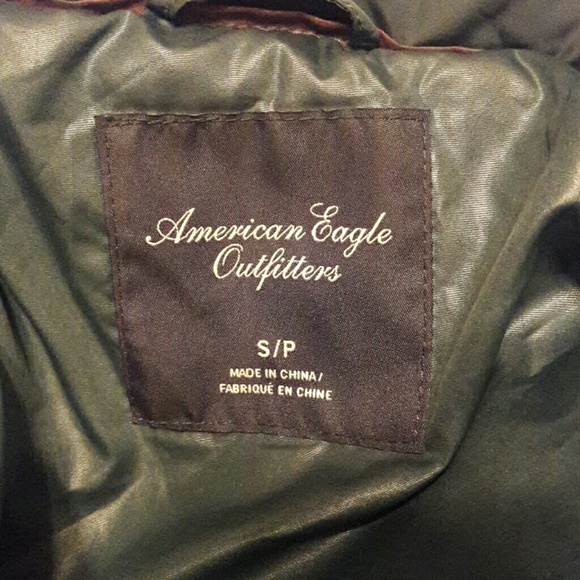 American Eagle
Outfitters
S/P
MADE IN CHINA/
FABRIQUÉ EN CHINE